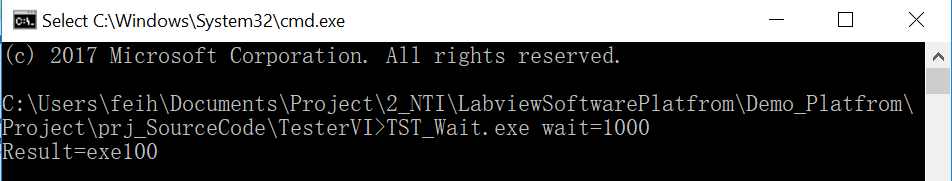 Select C:\Windows\System32\cmd.exe
(c) 2017 Microsoft Corporation. All rights reserved.
C:\Users\feih\Documents\Project\2_NTI\LabviewSoftwarePlatfrom\Demo_Platfrom\
Project\prj_SourceCode\TesterVI>TST_Wait.exe wait=1000
Result=exe100